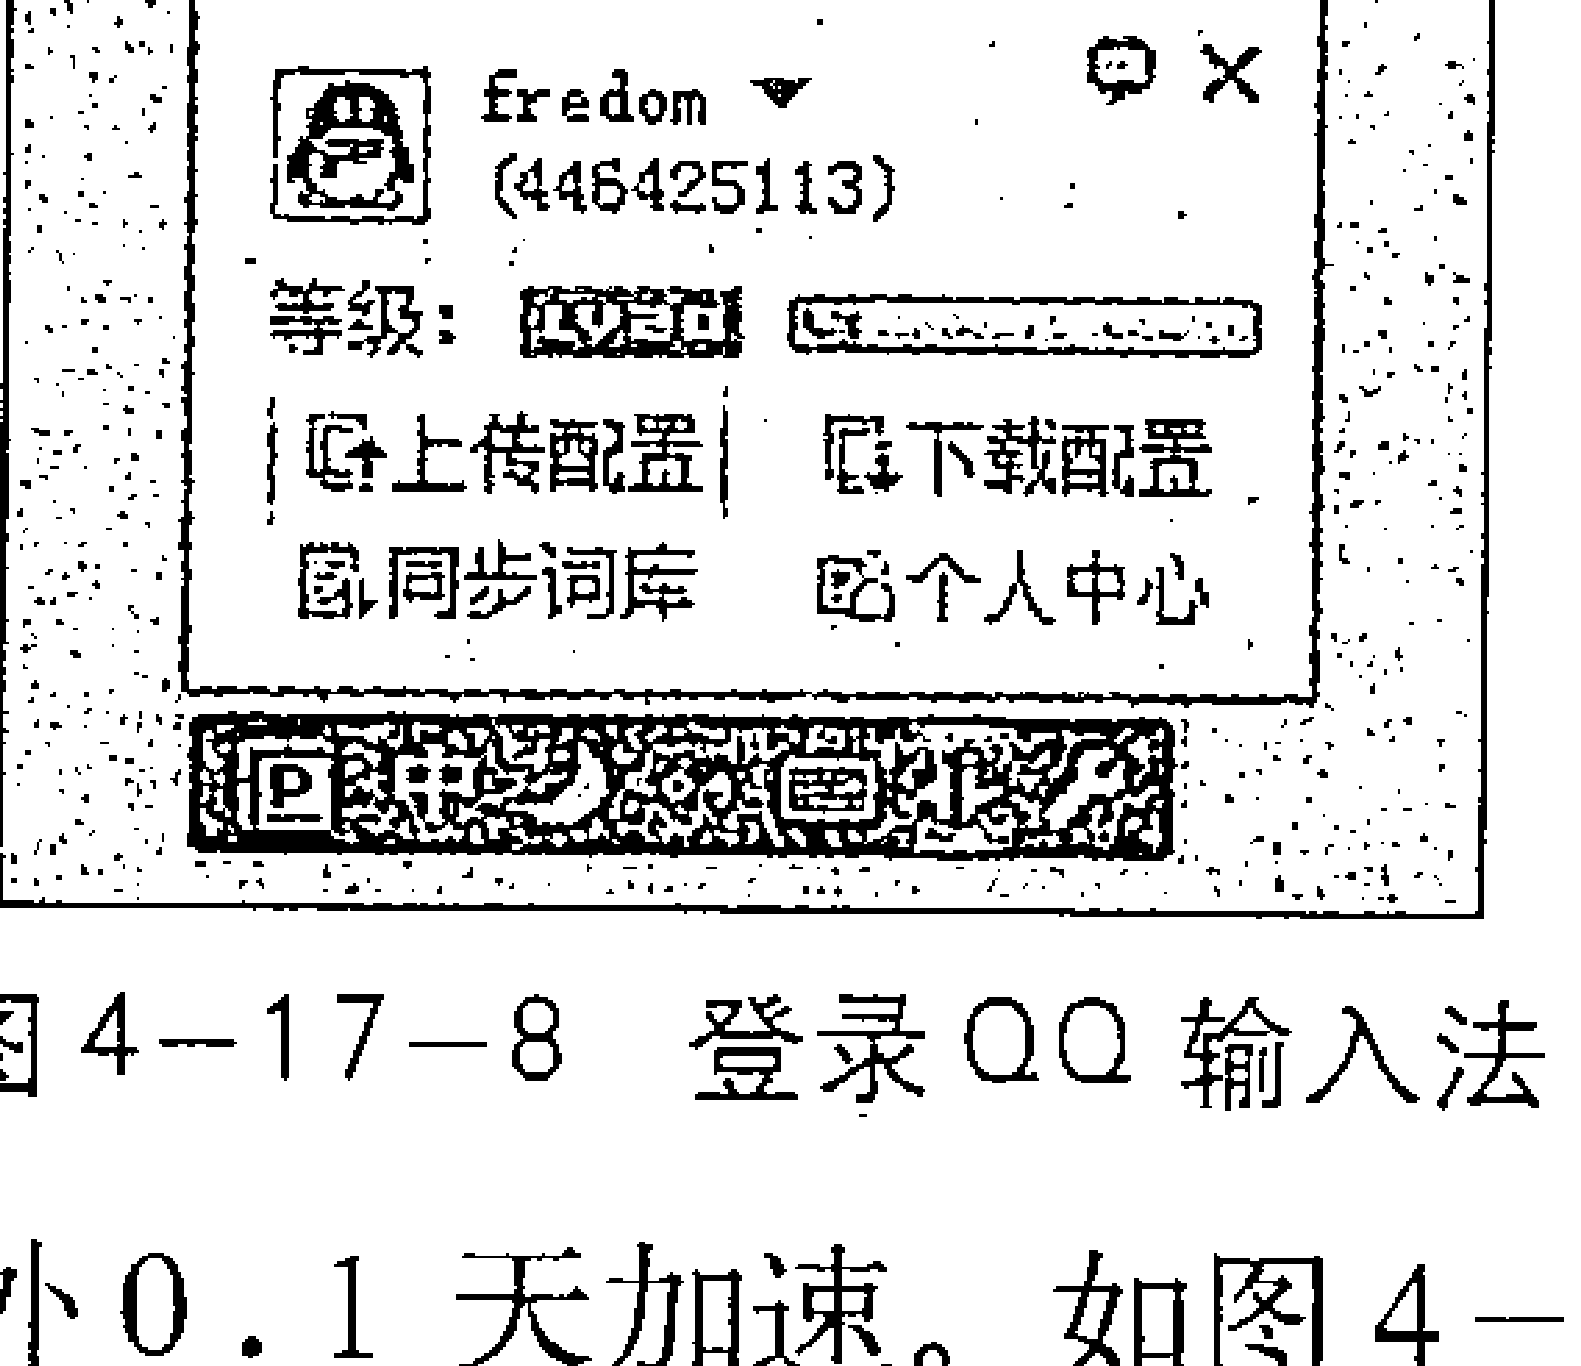 fredom
(446425113)
等级:
上传配置 下载配置
同步词库 个人中心
图 4-17-8 登录QQ输入法
小 0.1 天加速。如图 4-